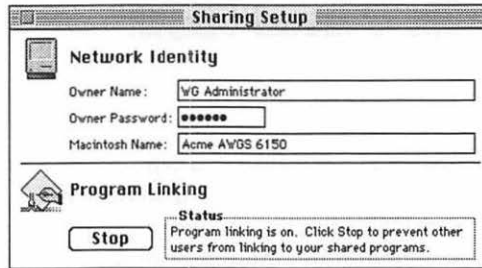 Sharing Setup
Network Identity
Owner Name: WG Administrator
Owner Password: ●●●●●●
Macintosh Name: Acme AWGS 6150
Program Linking
Status
Stop
Program linking is on. Click Stop to prevent other
users from linking to your shared programs.